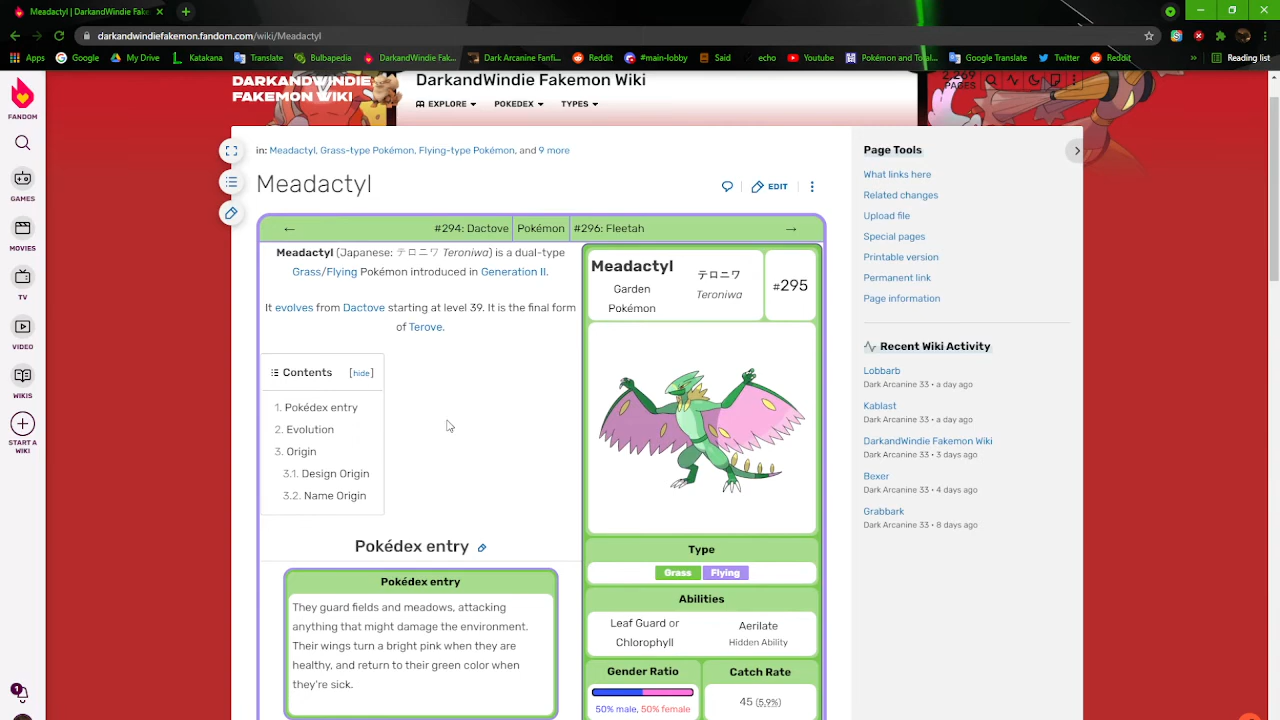 Meadactyl | DarkandWindie Fake
darkandwindiefakemon.fandom.com/wiki/Meadactyl
Apps
Google
My Drive
Katakana
Translate
Bulbapedia
DarkandWindie Fak...
Dark Arcanine Fanfi...
Reddit
#main-lobby
Said
echo
Youtube
Pokémon and Total...
Google Translate
Twitter
Reddit
»
Reading list
FANDOM
GAMES
MOVIES
TV
VIDEO
WIKIS
START A
WIKI
1
DARKANDWINDIE
FAKEMON WIKI
DarkandWindie Fakemon Wiki
EXPLORE
POKEDEX
TYPES
2,269
PAGES
in: Meadactyl, Grass-type Pokémon, Flying-type Pokémon, and 9 more
Meadactyl
EDIT
← #294: Dactove Pokémon #296: Fleetah →
Meadactyl (Japanese: テロニワ Teroniwa) is a dual-type
Grass/Flying Pokémon introduced in Generation II.
It evolves from Dactove starting at level 39. It is the final form
of Terove.
Contents [hide]
1. Pokédex entry
2. Evolution
3. Origin
3.1. Design Origin
3.2. Name Origin
Pokédex entry
Pokédex entry
They guard fields and meadows, attacking
anything that might damage the environment.
Their wings turn a bright pink when they are
healthy, and return to their green color when
they're sick.
Meadactyl
Garden
Pokémon
テロニワ
Teroniwa
#295
Type
Grass Flying
Abilities
Leaf Guard or
Chlorophyll
Aerilate
Hidden Ability
Gender Ratio
50% male, 50% female
Catch Rate
45 (5.9%)
Page Tools
What links here
Related changes
Upload file
Special pages
Printable version
Permanent link
Page information
Recent Wiki Activity
Lobbarb
Dark Arcanine 33 • a day ago
Kablast
Dark Arcanine 33 • a day ago
DarkandWindie Fakemon Wiki
Dark Arcanine 33 • 3 days ago
Bexer
Dark Arcanine 33 • 4 days ago
Grabbark
Dark Arcanine 33 • 8 days ago